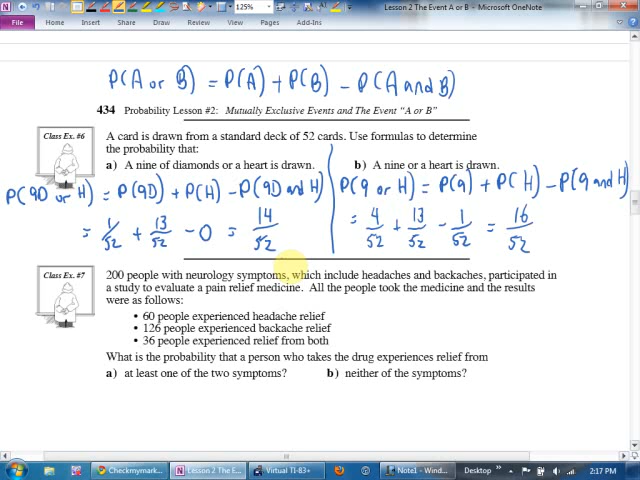 Lesson 2 The Event A or B - Microsoft OneNote
125%
File Home Insert Share Draw Review View Page Setup Add-Ins
P(A or B) = P(A) + P(B) - P(A and B)
434 Probability Lesson #2: Mutually Exclusive Events and The Event "A or B"
Class Ex. #6
A card is drawn from a standard deck of 52 cards. Use formulas to determine
the probability that:
a) A nine of diamonds or a heart is drawn. b) A nine or a heart is drawn.
P(9D or H) = P(9D) + P(H) - P(9D and H) P(9 or H) = P(9) + P(H) - P(9 and H)
= 1/52 + 13/52 - 0 = 14/52 = 4/52 + 13/52 - 1/52 = 16/52
Class Ex. #7
200 people with neurology symptoms, which include headaches and backaches, participated in
a study to evaluate a pain relief medicine. All the people took the medicine and the results
were as follows:
• 60 people experienced headache relief
• 126 people experienced backache relief
• 36 people experienced relief from both
What is the probability that a person who takes the drug experiences relief from
a) at least one of the two symptoms? b) neither of the symptoms?
Checkmymark... Lesson 2 The E... Virtual TI-83+ Note1 - Wind... Desktop » 2:17 PM